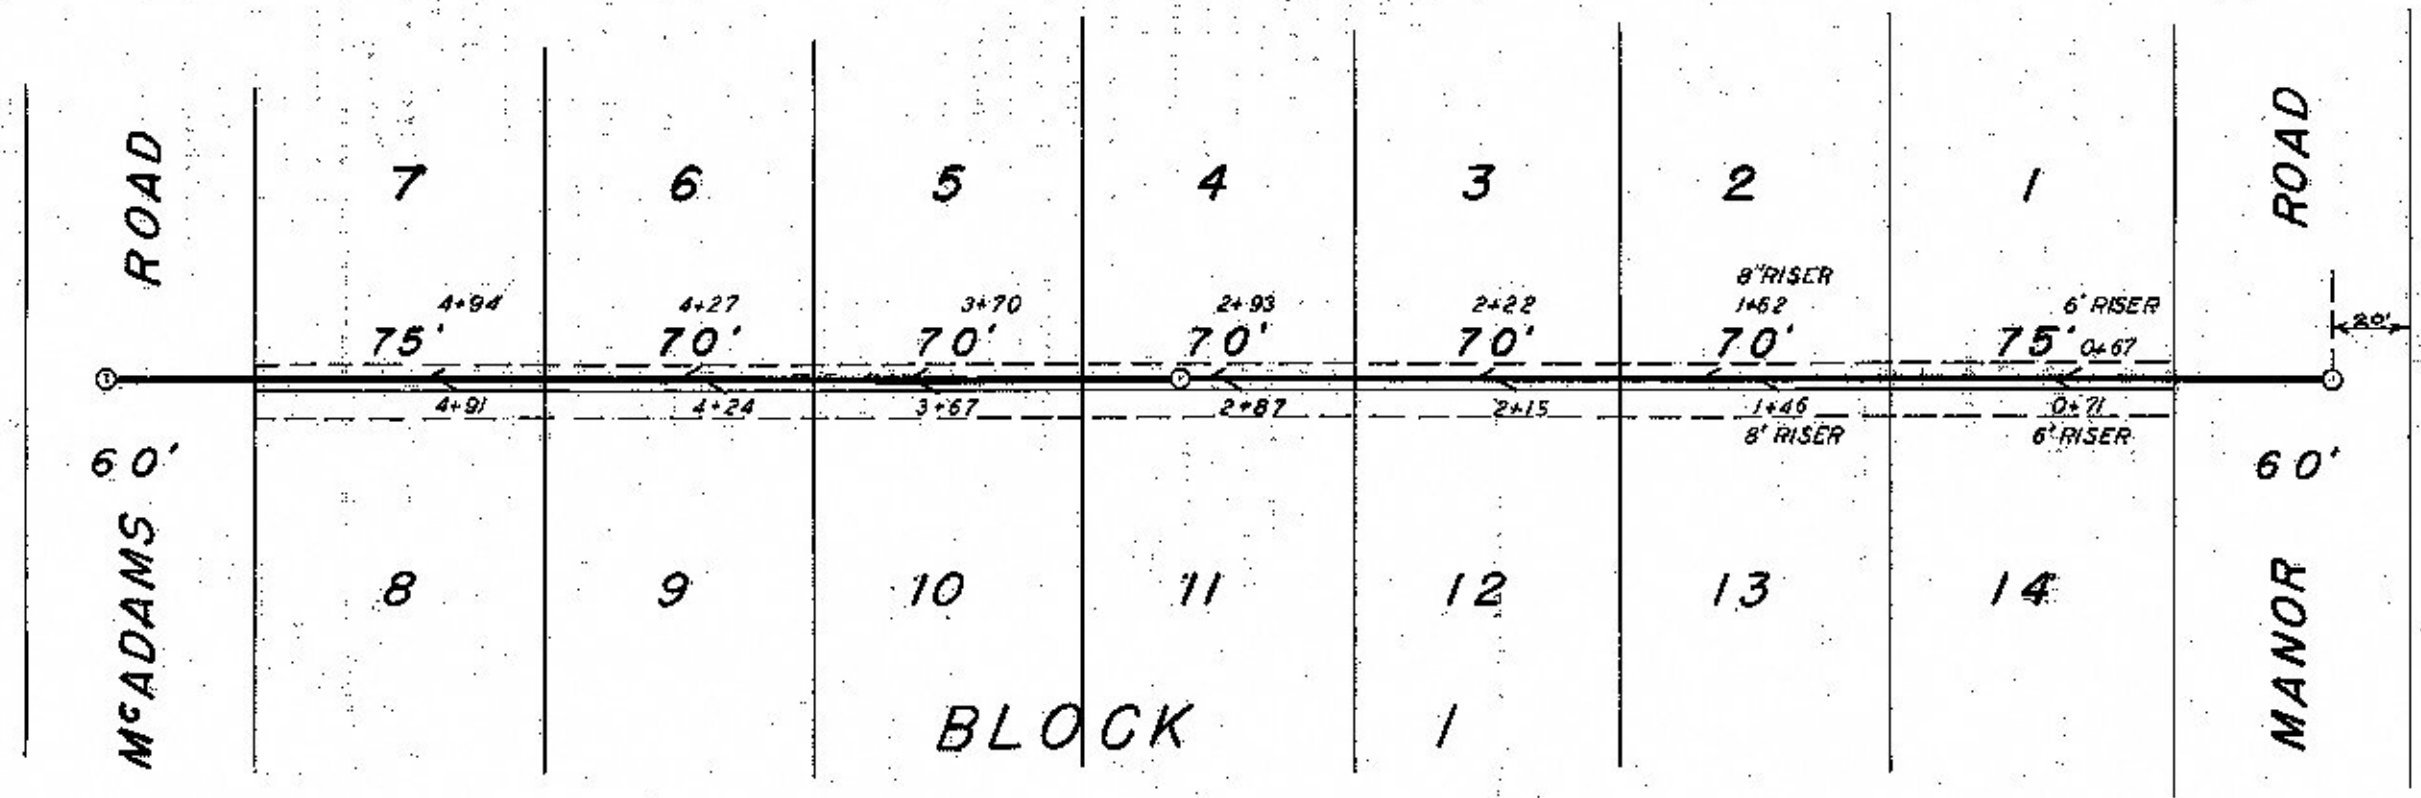 McADAMS 60' ROAD
7 6 5 4 3 2 1
8" RISER
4+94 4+27 3+70 2+93 2+22 1+62 6' RISER
75' 70' 70' 70' 70' 70' 75' 0+67
20'
4+91 4+24 3+67 2+87 2+15 1+46 0+71
8' RISER 6' RISER
8 9 10 11 12 13 14
BLOCK 1
MANOR 60' ROAD